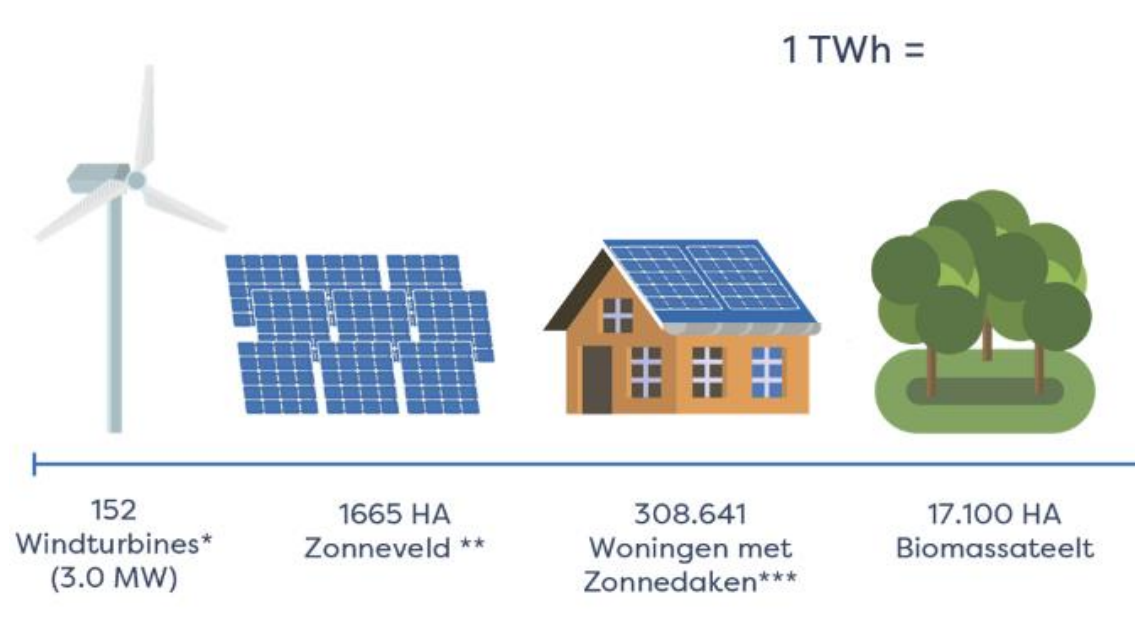 1 TWh =
152
Windturbines*
(3.0 MW)
1665 HA
Zonneveld **
308.641
Woningen met
Zonnedaken***
17.100 HA
Biomassateelt